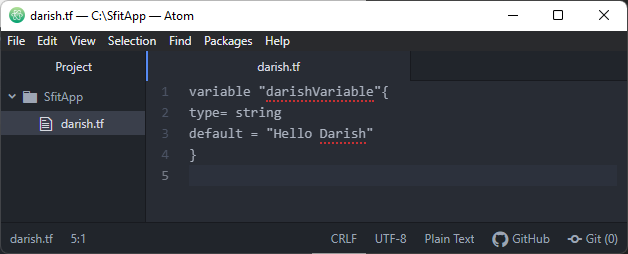 darish.tf — C:\SfitApp — Atom
File Edit View Selection Find Packages Help
Project
darish.tf
SfitApp
darish.tf
1 variable "darishVariable"{
2 type= string
3 default = "Hello Darish"
4 }
5
darish.tf 5:1 CRLF UTF-8 Plain Text GitHub Git (0)